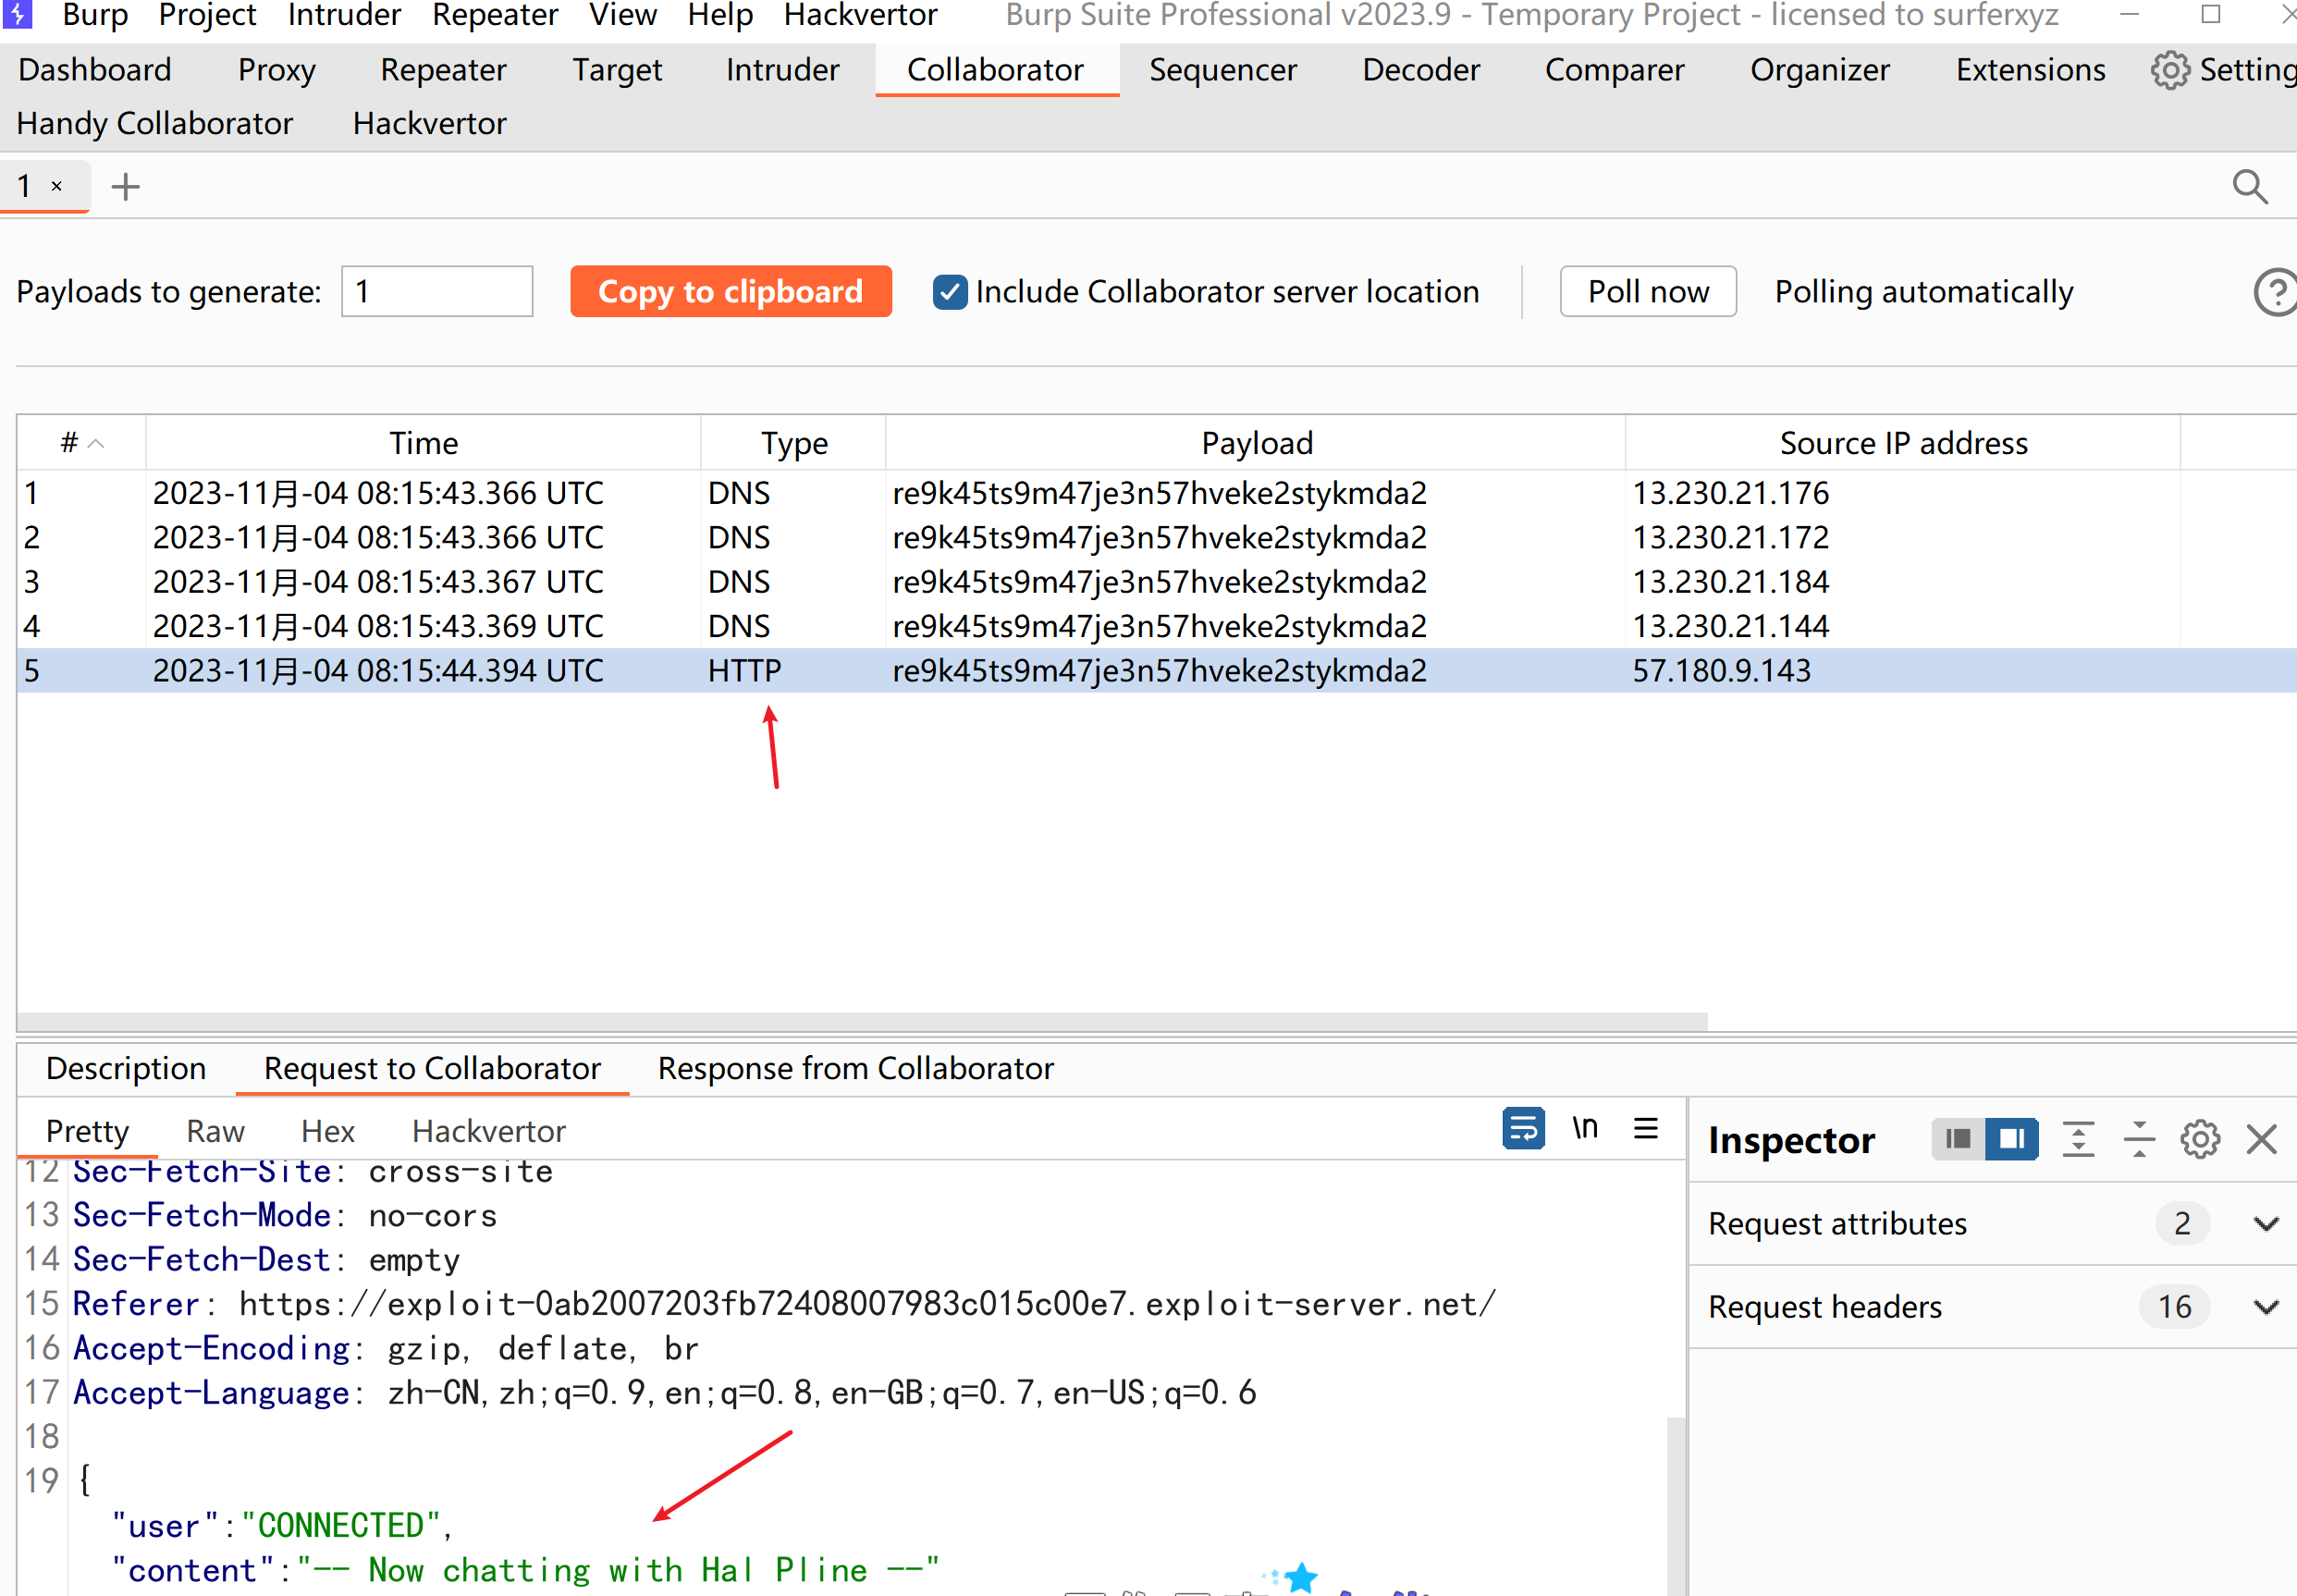 Burp Project Intruder Repeater View Help Hackvertor Burp Suite Professional v2023.9 - Temporary Project - licensed to surferxyz
Dashboard Proxy Repeater Target Intruder Collaborator Sequencer Decoder Comparer Organizer Extensions Setting
Handy Collaborator Hackvertor
1 ×
Payloads to generate: 1 Copy to clipboard Include Collaborator server location Poll now Polling automatically
# Time Type Payload Source IP address
1 2023-11月-04 08:15:43.366 UTC DNS re9k45ts9m47je3n57hveke2stykmda2 13.230.21.176
2 2023-11月-04 08:15:43.366 UTC DNS re9k45ts9m47je3n57hveke2stykmda2 13.230.21.172
3 2023-11月-04 08:15:43.367 UTC DNS re9k45ts9m47je3n57hveke2stykmda2 13.230.21.184
4 2023-11月-04 08:15:43.369 UTC DNS re9k45ts9m47je3n57hveke2stykmda2 13.230.21.144
5 2023-11月-04 08:15:44.394 UTC HTTP re9k45ts9m47je3n57hveke2stykmda2 57.180.9.143
Description Request to Collaborator Response from Collaborator
Pretty Raw Hex Hackvertor \n
Inspector
Request attributes 2
Request headers 16
12 Sec-Fetch-Site: cross-site
13 Sec-Fetch-Mode: no-cors
14 Sec-Fetch-Dest: empty
15 Referer: https://exploit-0ab2007203fb72408007983c015c00e7.exploit-server.net/
16 Accept-Encoding: gzip, deflate, br
17 Accept-Language: zh-CN,zh;q=0.9,en;q=0.8,en-GB;q=0.7,en-US;q=0.6
18
19 {
"user":"CONNECTED",
"content":"-- Now chatting with Hal Pline --"